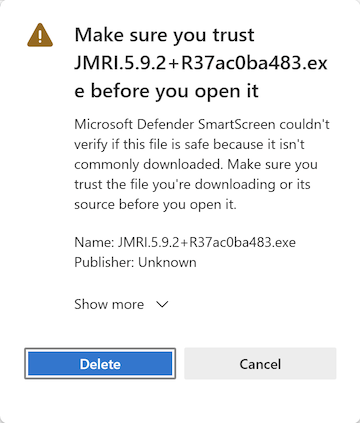 Make sure you trust
JMRI.5.9.2+R37ac0ba483.ex
e before you open it
Microsoft Defender SmartScreen couldn't
verify if this file is safe because it isn't
commonly downloaded. Make sure you
trust the file you're downloading or its
source before you open it.
Name: JMRI.5.9.2+R37ac0ba483.exe
Publisher: Unknown
Show more
Delete
Cancel